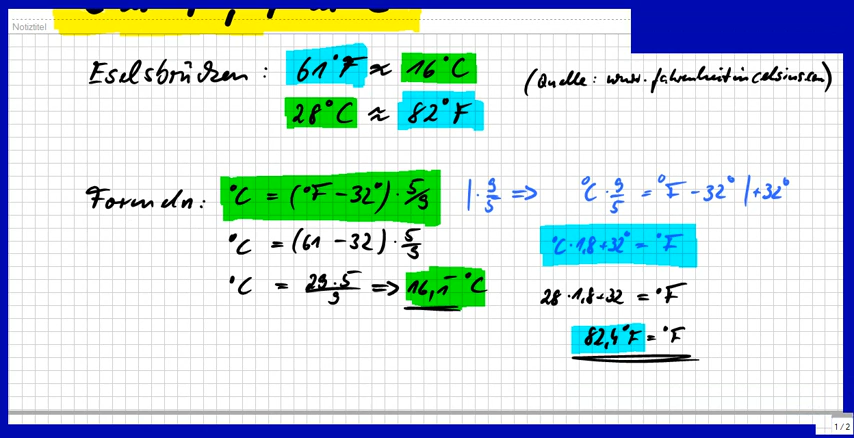 Notiztitel
Eselsbrücken: 61°F ≈ 16°C
(Quelle: www.fahrenheitincelsius.com)
28°C ≈ 82°F
Formeln: °C = (°F - 32°) · 5/9 | · 9/5 => °C · 9/5 = °F - 32° | +32°
°C = (61 - 32) · 5/9
°C · 1,8 + 32° = °F
°C = 29·5/9 => 16,1̅ °C
28 · 1,8 + 32 = °F
82,4°F = °F
1 / 2